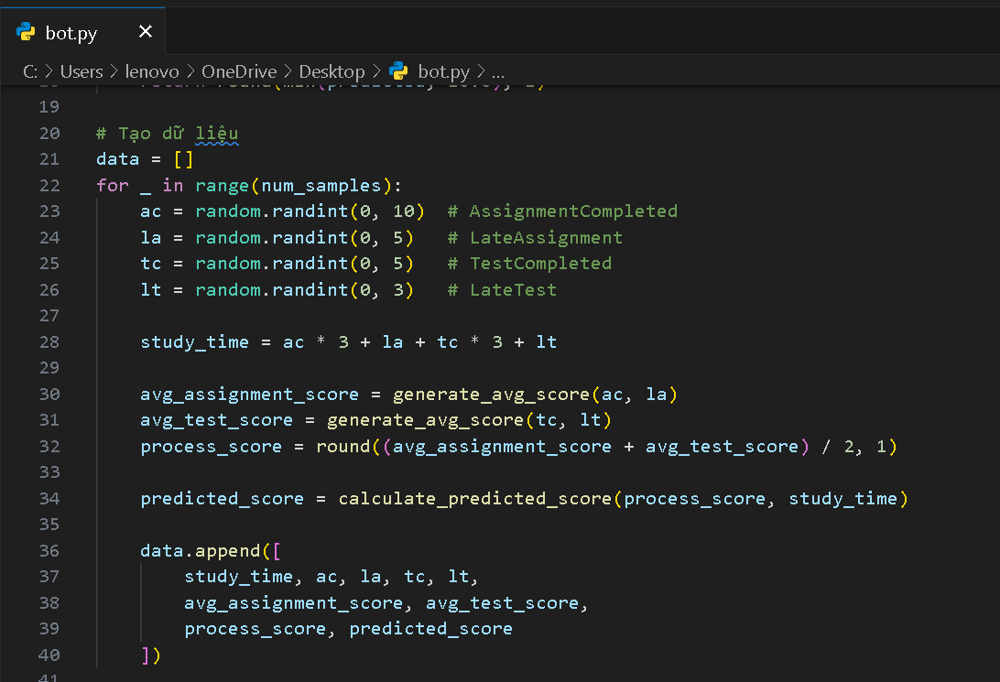 bot.py
C: > Users > lenovo > OneDrive > Desktop > bot.py > ...
19
20 # Tạo dữ liệu
21 data = []
22 for _ in range(num_samples):
23     ac = random.randint(0, 10)  # AssignmentCompleted
24     la = random.randint(0, 5)   # LateAssignment
25     tc = random.randint(0, 5)   # TestCompleted
26     lt = random.randint(0, 3)   # LateTest
27
28     study_time = ac * 3 + la + tc * 3 + lt
29
30     avg_assignment_score = generate_avg_score(ac, la)
31     avg_test_score = generate_avg_score(tc, lt)
32     process_score = round((avg_assignment_score + avg_test_score) / 2, 1)
33
34     predicted_score = calculate_predicted_score(process_score, study_time)
35
36     data.append([
37         study_time, ac, la, tc, lt,
38         avg_assignment_score, avg_test_score,
39         process_score, predicted_score
40     ])
41